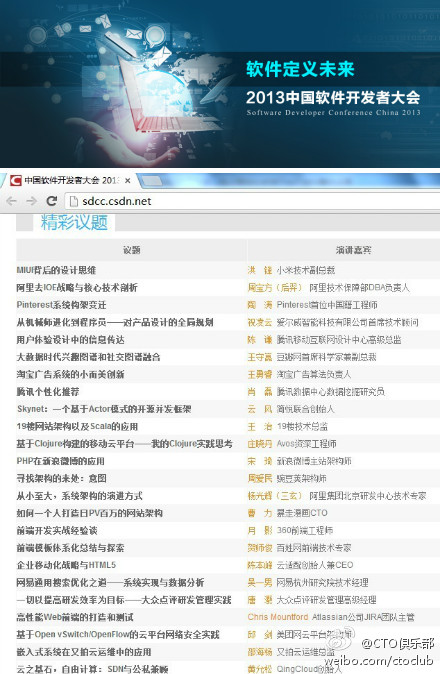 软件定义未来
2013中国软件开发者大会
Software Developer Conference China 2013
中国软件开发者大会 201
sdcc.csdn.net
精彩议题
议题 演讲嘉宾
MIUI背后的设计思维 洪 锋 小米技术副总裁
阿里去IOE战略与核心技术剖析 周宝方（后羿） 阿里技术保障部DBA负责人
Pinterest系统构架变迁 陶 涛 Pinterest首位中国籍工程师
从机械师进化到程序员——对产品设计的全局规划 祝凌云 爱尔威智能科技有限公司首席技术顾问
用户体验设计中的信息传达 陈 谦 腾讯移动互联网设计中心高级总监
大数据时代兴趣图谱和社交图谱融合 王守崑 豆瓣网首席科学家兼副总裁
淘宝广告系统的小而美创新 王勇睿 淘宝广告算法负责人
腾讯个性化推荐 肖 磊 腾讯数据中心数据挖掘研究员
Skynet：一个基于Actor模式的开源并发框架 云 风 简悦联合创始人
19楼网站架构以及Scala的应用 王 治 19楼技术总监
基于Clojure构建的移动云平台——我的Clojure实践思考 庄晓丹 Avos资深工程师
PHP在新浪微博的应用 宋 琦 新浪微博主站架构师
寻找架构的未处：意图 周爱民 豌豆荚架构师
从小至大，系统架构的演进方式 杨光辉（三玄） 阿里集团北京研发中心技术专家
如何一个人打造日PV百万的网站架构 曹 力 暴走漫画CTO
前端开发实战经验谈 月 影 360前端工程师
前端模板体系化总结与探索 贺师俊 百姓网前端技术专家
企业移动化战略与HTML5 陈本峰 云适配创始人兼CEO
网易通用搜索优化之道——系统实现与数据分析 吴一男 网易杭州研究院技术经理
一切以提高研发效率为目标——大众点评研发管理实践 唐 潮 大众点评研发管理高级经理
高性能Web前端的打造和测试 Chris Mountford Atlassian公司JIRA团队主管
基于Open vSwitch/OpenFlow的云平台网络安全实践 邱 剑 美团网云平台架构师
嵌入式系统在又拍云运维中的应用 邵海杨 又拍云运维总监
云之基石，自由计算：SDN与公私兼顾 黄允松 QingCloud创始人
@CTO俱乐部
weibo.com/ctoclub